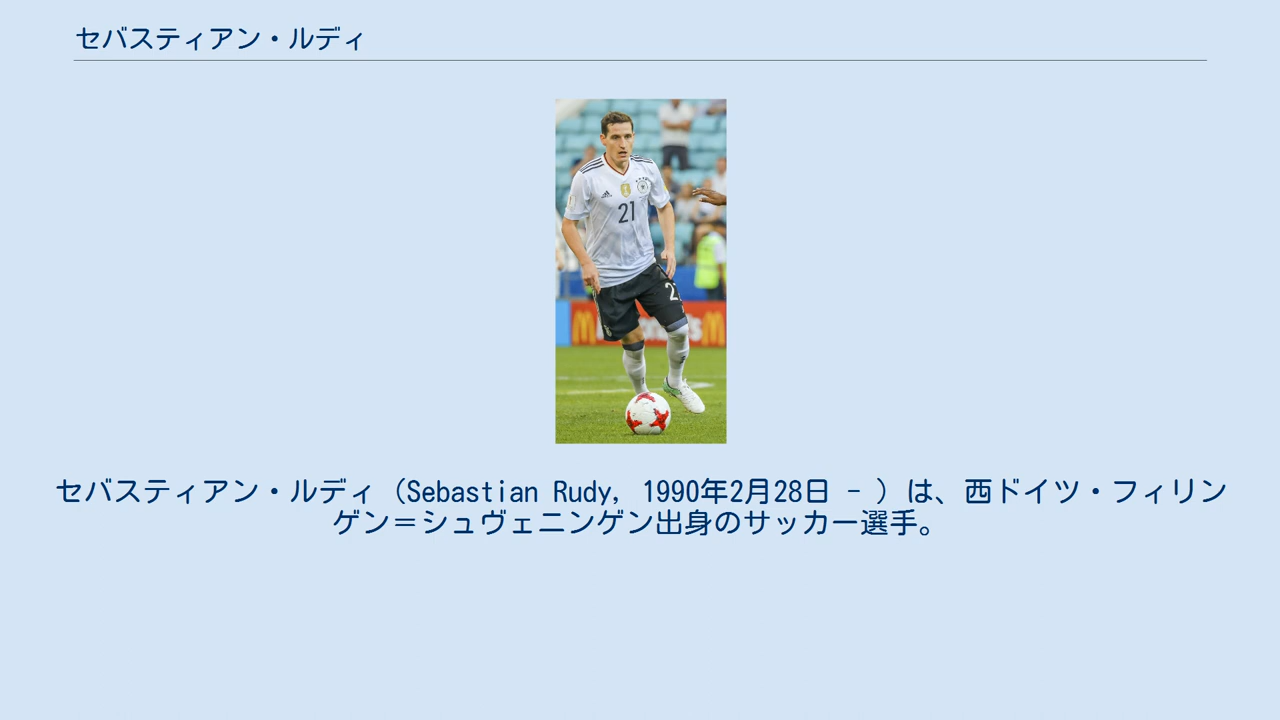 セバスティアン・ルディ
21
2
セバスティアン・ルディ（Sebastian Rudy, 1990年2月28日 - ）は、西ドイツ・フィリン
ゲン＝シュヴェニンゲン出身のサッカー選手。